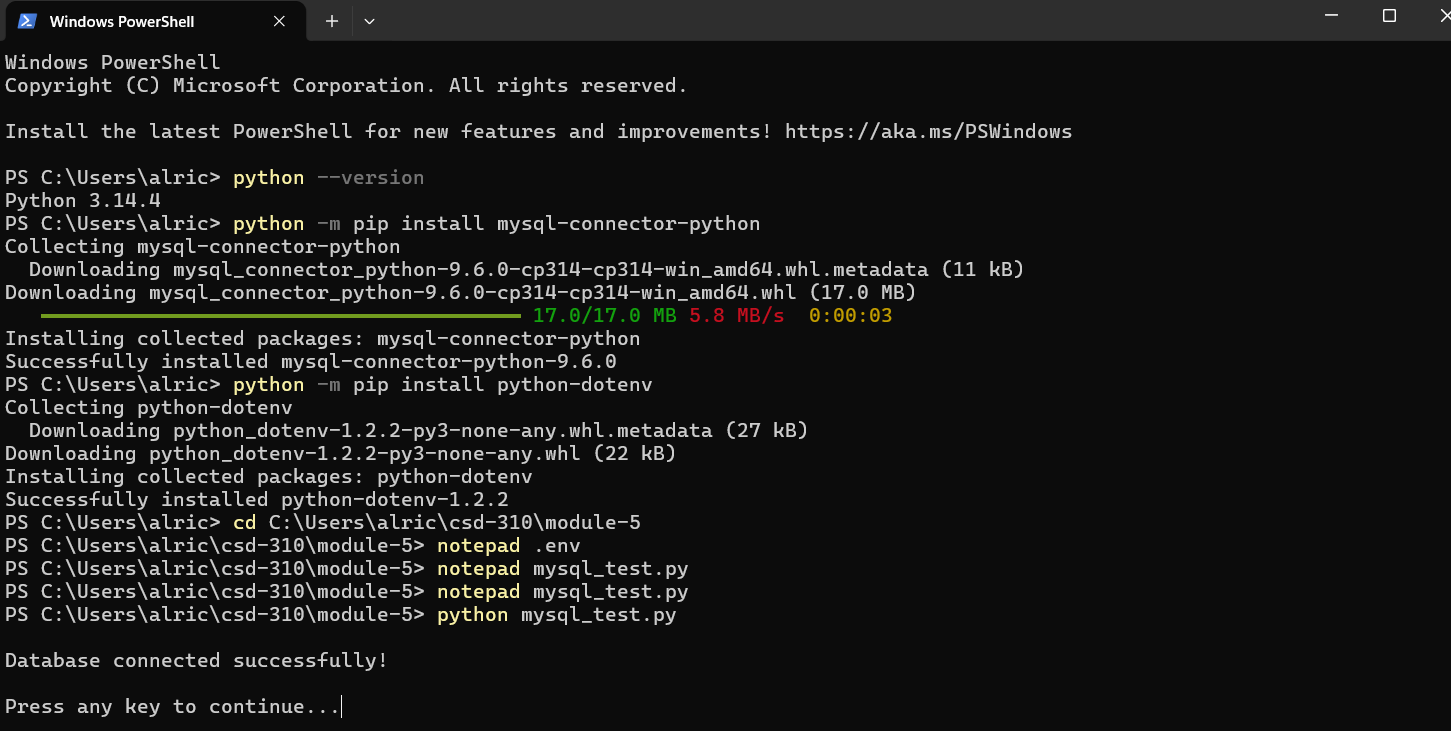 Windows PowerShell
Windows PowerShell
Copyright (C) Microsoft Corporation. All rights reserved.
Install the latest PowerShell for new features and improvements! https://aka.ms/PSWindows
PS C:\Users\alric> python --version
Python 3.14.4
PS C:\Users\alric> python -m pip install mysql-connector-python
Collecting mysql-connector-python
  Downloading mysql_connector_python-9.6.0-cp314-cp314-win_amd64.whl.metadata (11 kB)
Downloading mysql_connector_python-9.6.0-cp314-cp314-win_amd64.whl (17.0 MB)
17.0/17.0 MB 5.8 MB/s  0:00:03
Installing collected packages: mysql-connector-python
Successfully installed mysql-connector-python-9.6.0
PS C:\Users\alric> python -m pip install python-dotenv
Collecting python-dotenv
  Downloading python_dotenv-1.2.2-py3-none-any.whl.metadata (27 kB)
Downloading python_dotenv-1.2.2-py3-none-any.whl (22 kB)
Installing collected packages: python-dotenv
Successfully installed python-dotenv-1.2.2
PS C:\Users\alric> cd C:\Users\alric\csd-310\module-5
PS C:\Users\alric\csd-310\module-5> notepad .env
PS C:\Users\alric\csd-310\module-5> notepad mysql_test.py
PS C:\Users\alric\csd-310\module-5> notepad mysql_test.py
PS C:\Users\alric\csd-310\module-5> python mysql_test.py
Database connected successfully!
Press any key to continue...